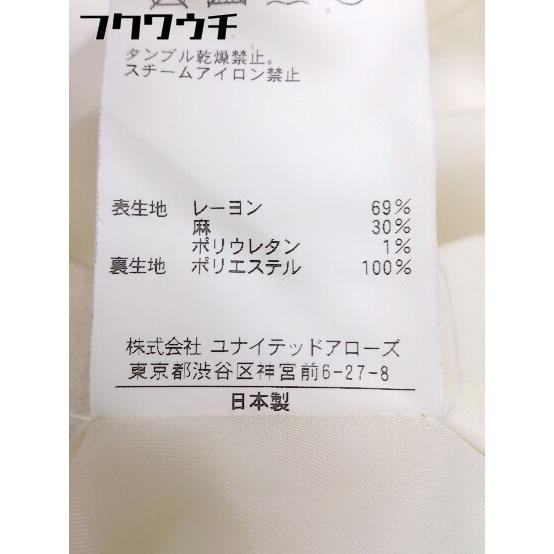 フクワウチ
タンブル乾燥禁止。
スチームアイロン禁止
表生地 レーヨン 69%
麻 30%
ポリウレタン 1%
裏生地 ポリエステル 100%
株式会社 ユナイテッドアローズ
東京都渋谷区神宮前6-27-8
日本製